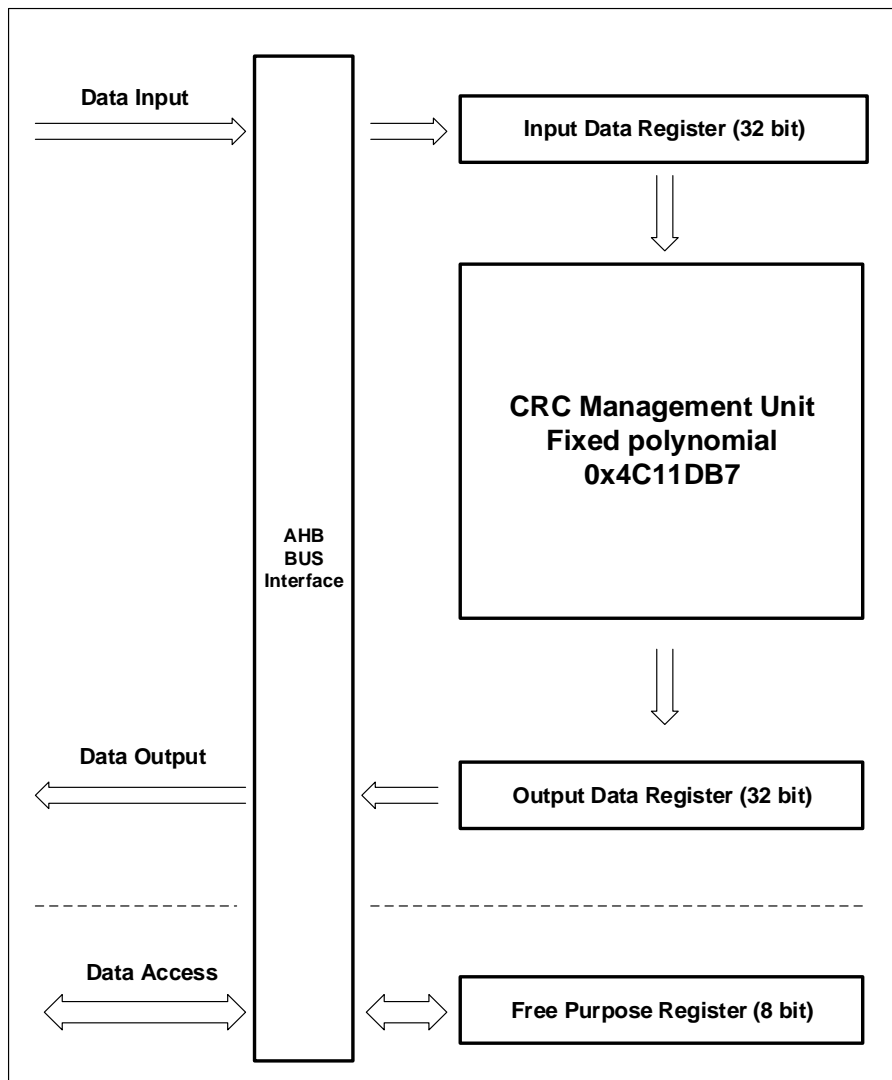 Data Input
Input Data Register (32 bit)
CRC Management Unit
Fixed polynomial
0x4C11DB7
AHB
BUS
Interface
Data Output
Output Data Register (32 bit)
Data Access
Free Purpose Register (8 bit)